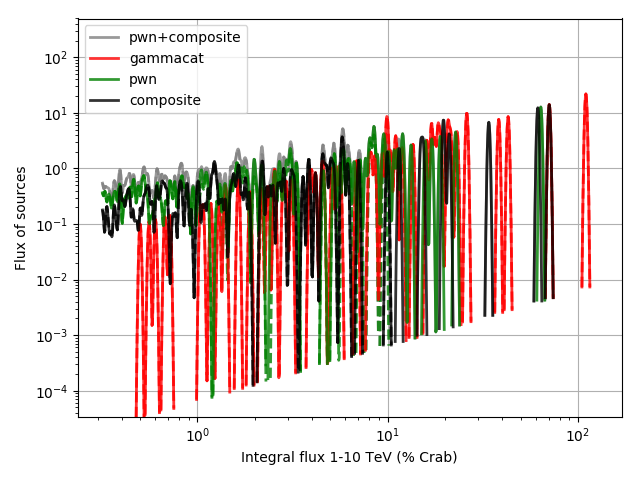 pwn+composite
gammacat
pwn
composite
Flux of sources
10²
10¹
10⁰
10⁻¹
10⁻²
10⁻³
10⁻⁴
10⁰ 10¹ 10²
Integral flux 1-10 TeV (% Crab)